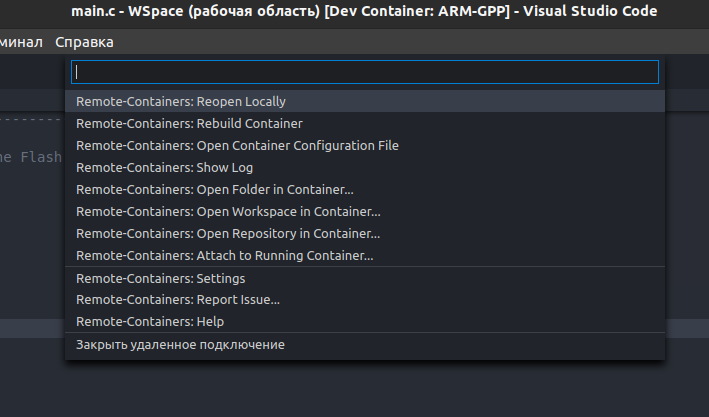 main.c - WSpace (рабочая область) [Dev Container: ARM-GPP] - Visual Studio Code
минал Справка
Remote-Containers: Reopen Locally
Remote-Containers: Rebuild Container
Remote-Containers: Open Container Configuration File
ne Flash
Remote-Containers: Show Log
Remote-Containers: Open Folder in Container...
Remote-Containers: Open Workspace in Container...
Remote-Containers: Open Repository in Container...
Remote-Containers: Attach to Running Container...
Remote-Containers: Settings
Remote-Containers: Report Issue...
Remote-Containers: Help
Закрыть удаленное подключение